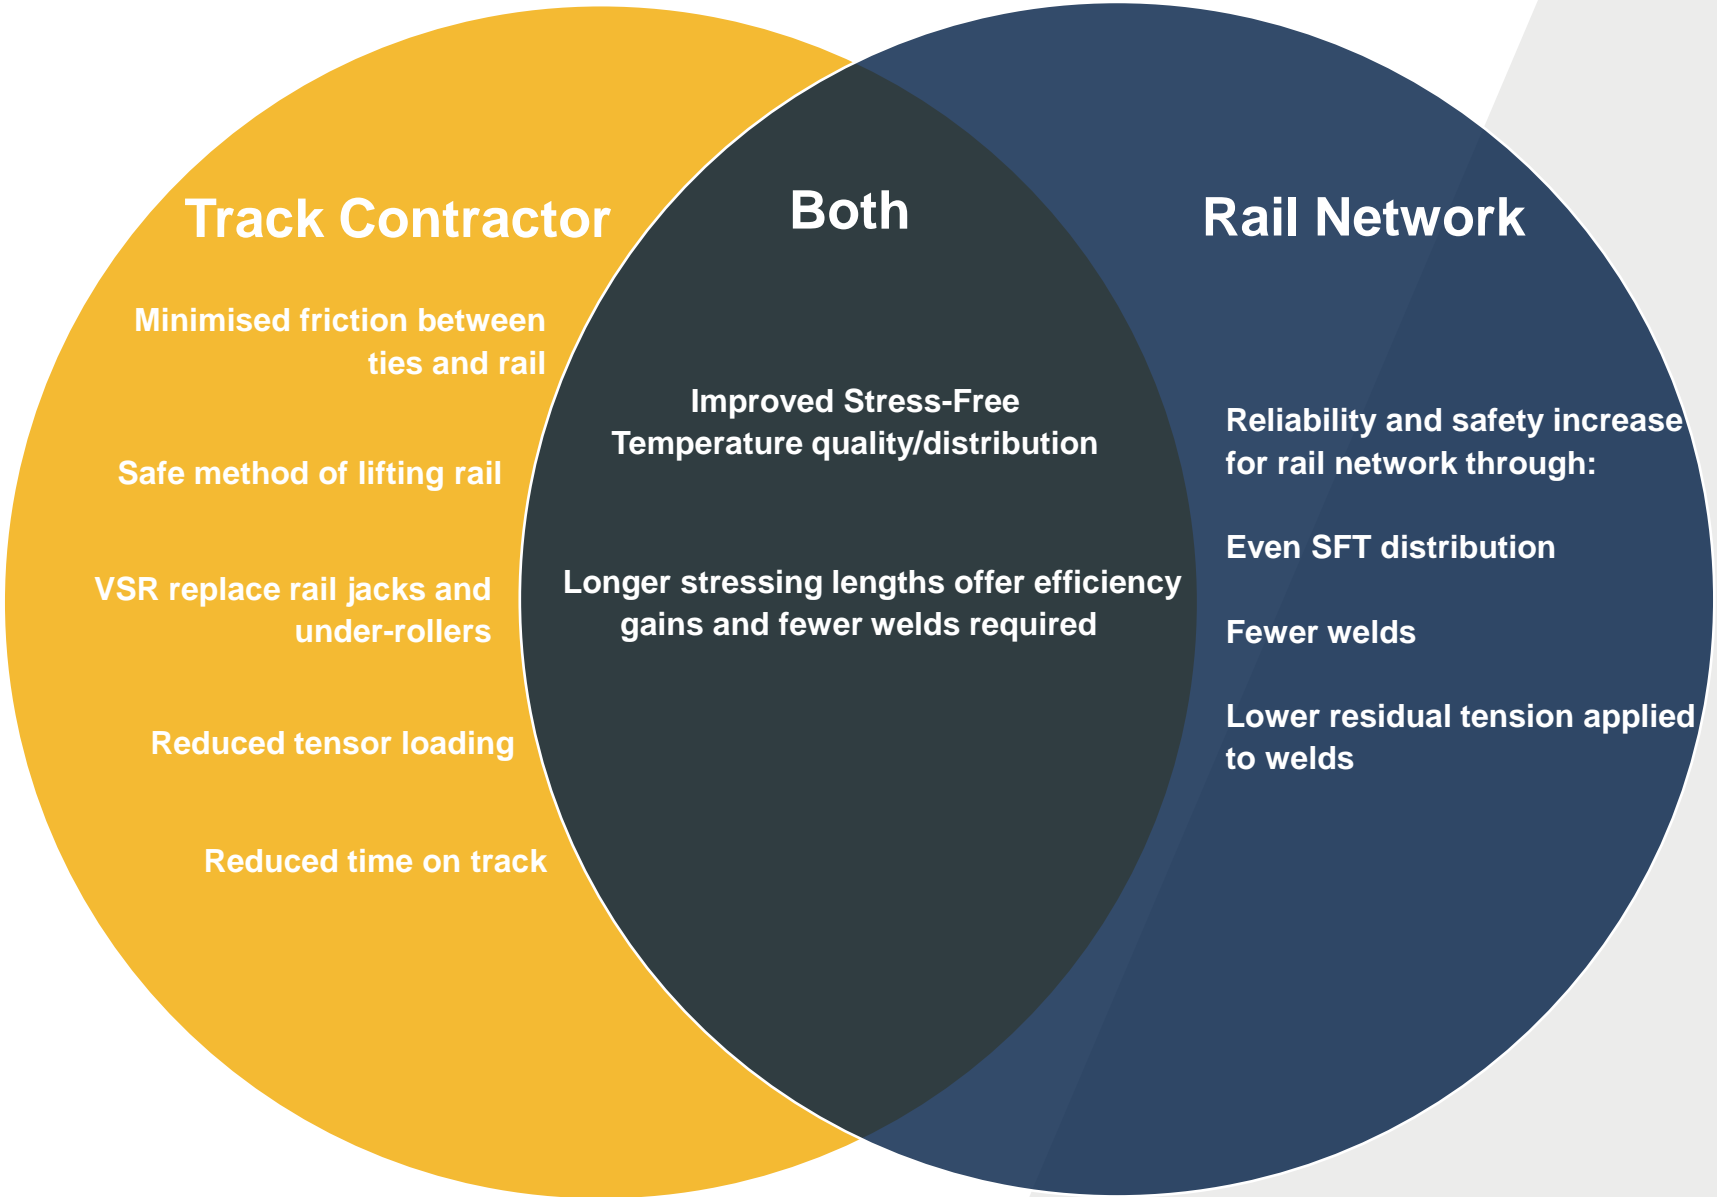 Track Contractor
Minimised friction between
ties and rail
Safe method of lifting rail
VSR replace rail jacks and
under-rollers
Reduced tensor loading
Reduced time on track
Both
Improved Stress-Free
Temperature quality/distribution
Longer stressing lengths offer efficiency
gains and fewer welds required
Rail Network
Reliability and safety increase
for rail network through:
Even SFT distribution
Fewer welds
Lower residual tension applied
to welds